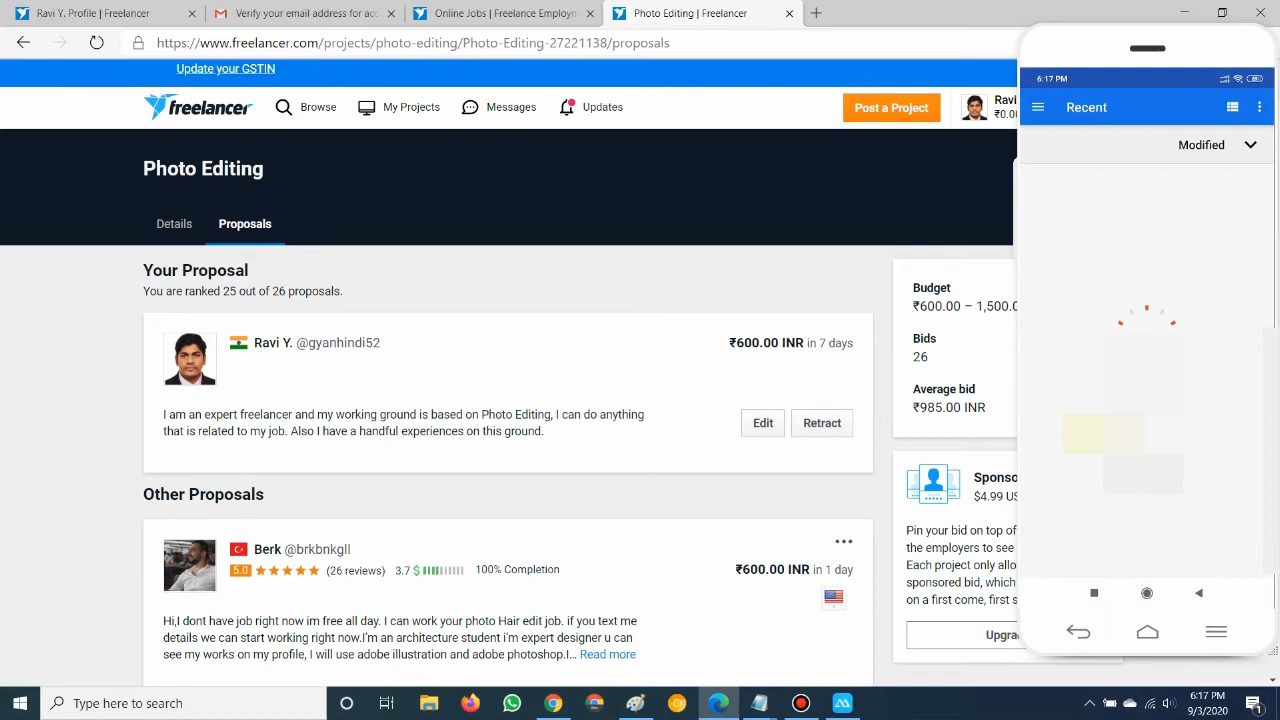 Ravi Y. Profile | Freelancer
Verify your email address for acc
Online Jobs | Freelance Employm
Photo Editing | Freelancer
https://www.freelancer.com/projects/photo-editing/Photo-Editing-27221138/proposals
Update your GSTIN
freelancer
Browse
My Projects
Messages
Updates
Post a Project
Ravi
₹0.00
Photo Editing
Details
Proposals
Your Proposal
You are ranked 25 out of 26 proposals.
Ravi Y. @gyanhindi52
₹600.00 INR in 7 days
I am an expert freelancer and my working ground is based on Photo Editing, I can do anything
that is related to my job. Also I have a handful experiences on this ground.
Edit
Retract
Other Proposals
Berk @brkbnkgll
5.0
(26 reviews)
3.7
100% Completion
₹600.00 INR in 1 day
Hi,I dont have job right now im free all day. I can work your photo Hair edit job. if you text me
details we can start working right now.I'm an architecture student i'm expert designer u can
see my works on my profile, I will use adobe illustration and adobe photoshop.I... Read more
Budget
₹600.00 – 1,500.0
Bids
26
Average bid
₹985.00 INR
Sponso
$4.99 US
Pin your bid on top of
the employers to see
Each project only allo
sponsored bid, which
on a first come, first s
Upgra
6:17 PM
Recent
Modified
Type here to search
6:17 PM
9/3/2020
1